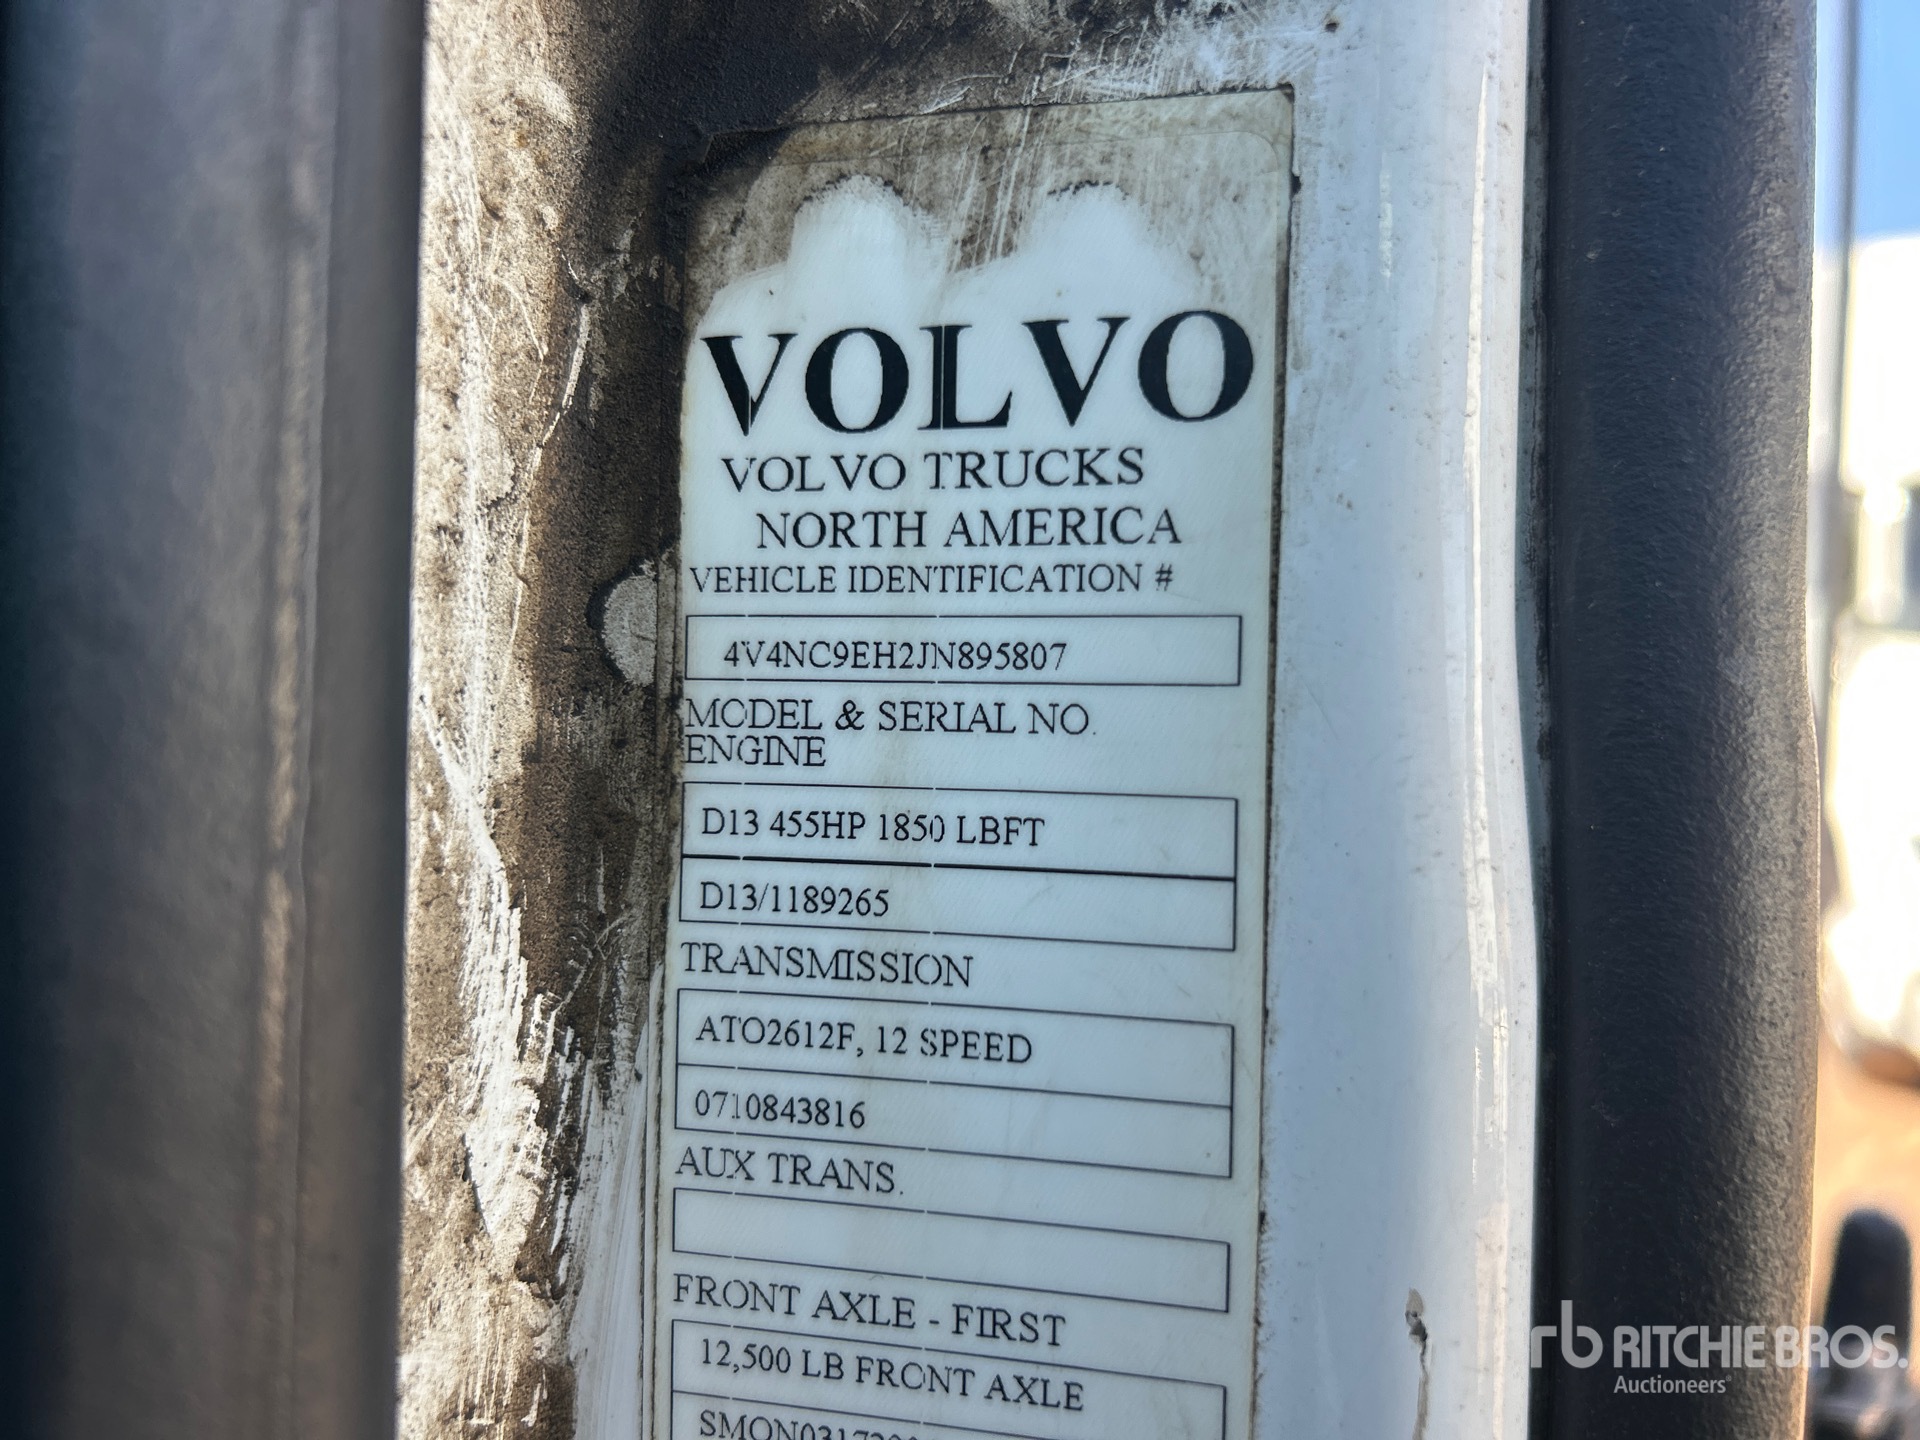 VOLVO
VOLVO TRUCKS
NORTH AMERICA
VEHICLE IDENTIFICATION #
4V4NC9EH2JN895807
MODEL & SERIAL NO.
ENGINE
D13 455HP 1850 LBFT
D13/1189265
TRANSMISSION
ATO2612F, 12 SPEED
0710843816
AUX TRANS.
FRONT AXLE - FIRST
12,500 LB FRONT AXLE
rb RITCHIE BROS.
Auctioneers